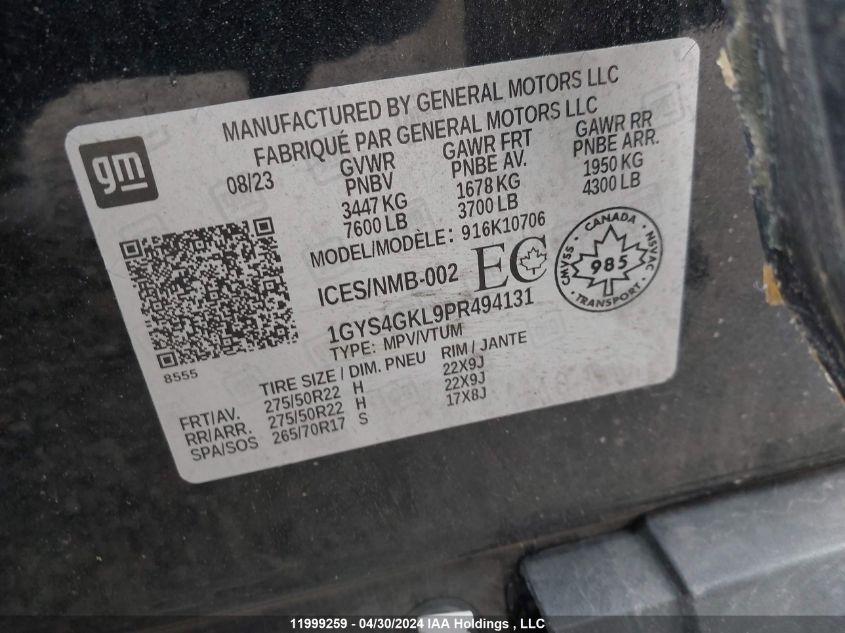 MANUFACTURED BY GENERAL MOTORS LLC
FABRIQUÉ PAR GENERAL MOTORS LLC
gm
08/23
GVWR
PNBV
3447 KG
7600 LB
GAWR FRT
PNBE AV.
1678 KG
3700 LB
GAWR RR
PNBE ARR.
1950 KG
4300 LB
MODEL/MODÈLE: 916K10706
ICES/NMB-002
EC
CANADA
CMVSS
985
NSVAC
TRANSPORT
1GYS4GKL9PR494131
TYPE: MPV/VTUM
8555
TIRE SIZE / DIM. PNEU RIM / JANTE
FRT/AV. 275/50R22 H 22X9J
RR/ARR. 275/50R22 H 22X9J
SPA/SOS 265/70R17 S 17X8J
11999259 - 04/30/2024 IAA Holdings , LLC